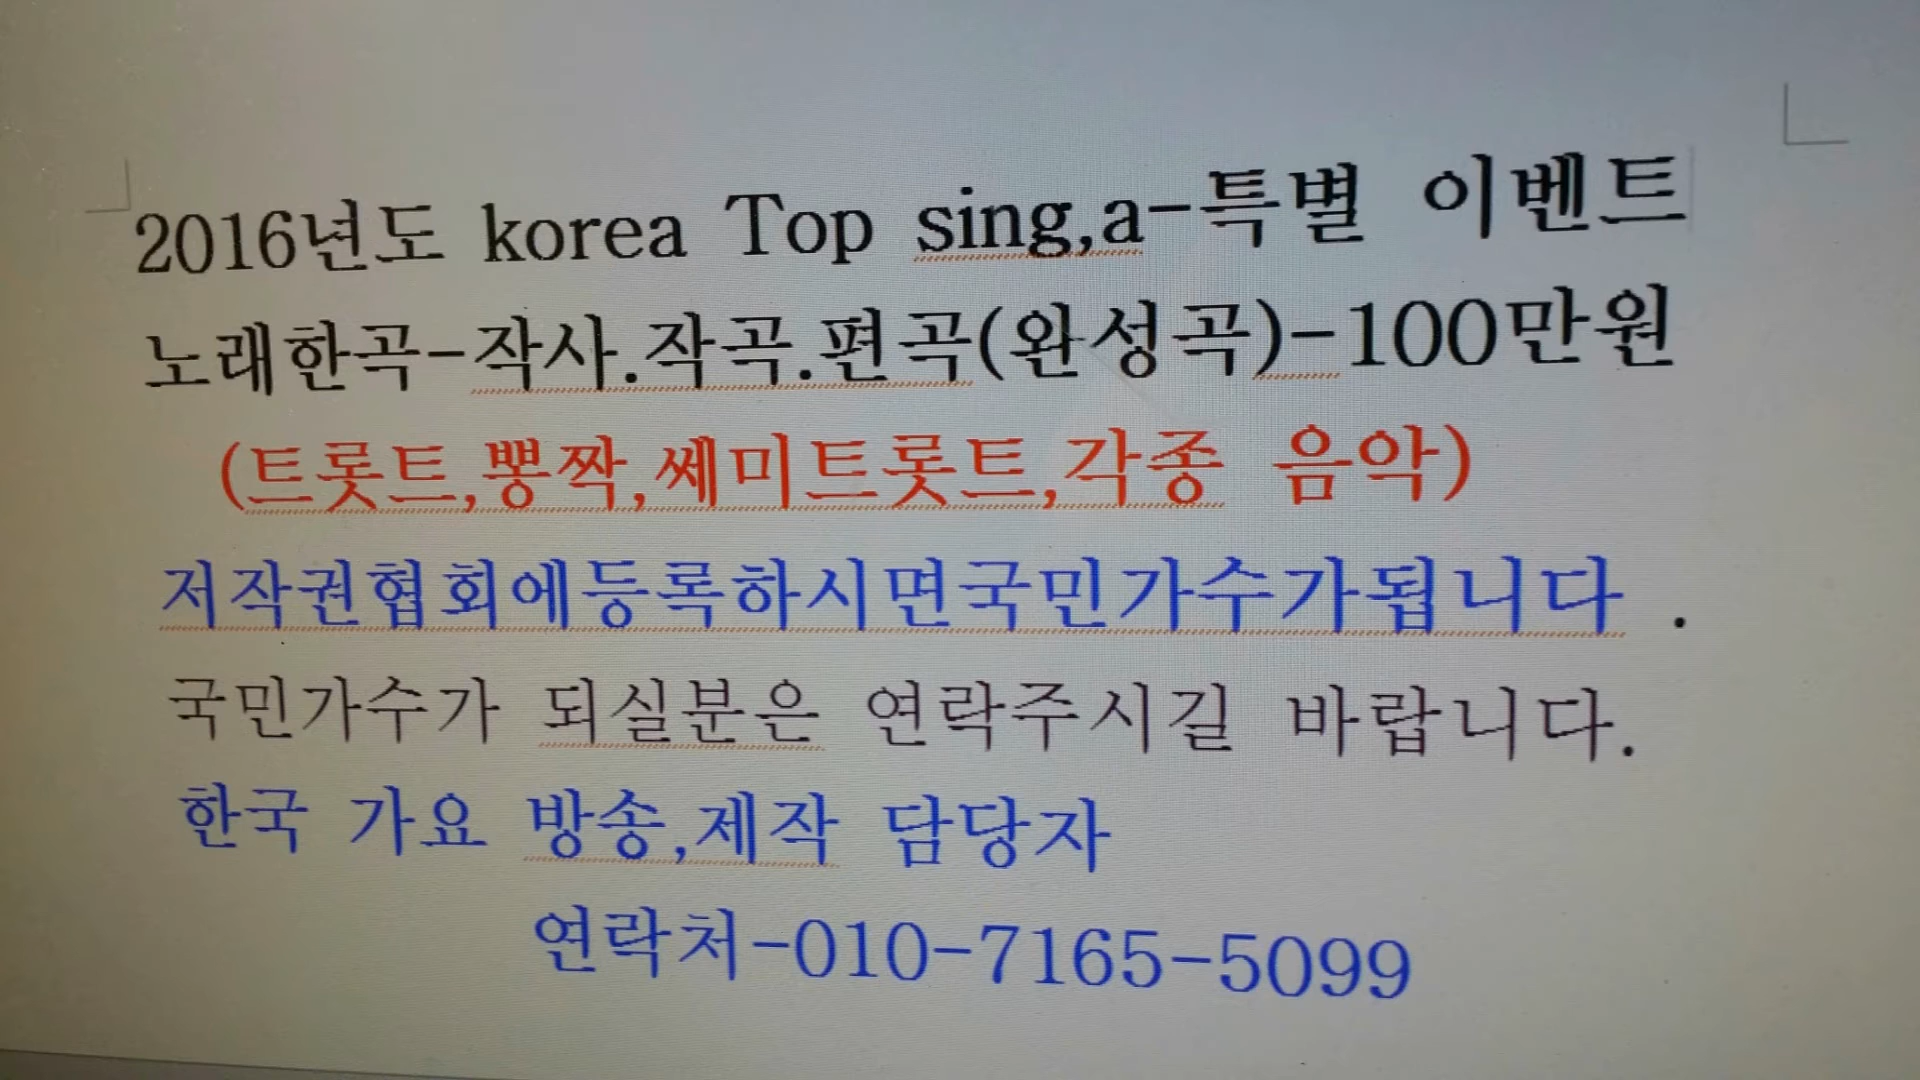 2016년도 korea Top sing,a-특별 이벤트
노래한곡-작사.작곡.편곡(완성곡)-100만원
(트롯트,뽕짝,쎄미트롯트,각종 음악)
저작권협회에등록하시면국민가수가됩니다 .
국민가수가 되실분은 연락주시길 바랍니다.
한국 가요 방송,제작 담당자
연락처-010-7165-5099